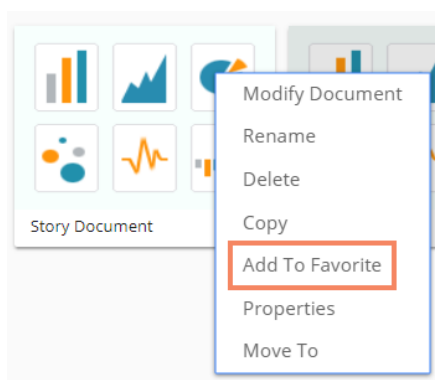 Modify Document
Rename
Delete
Story Document
Copy
Add To Favorite
Properties
Move To